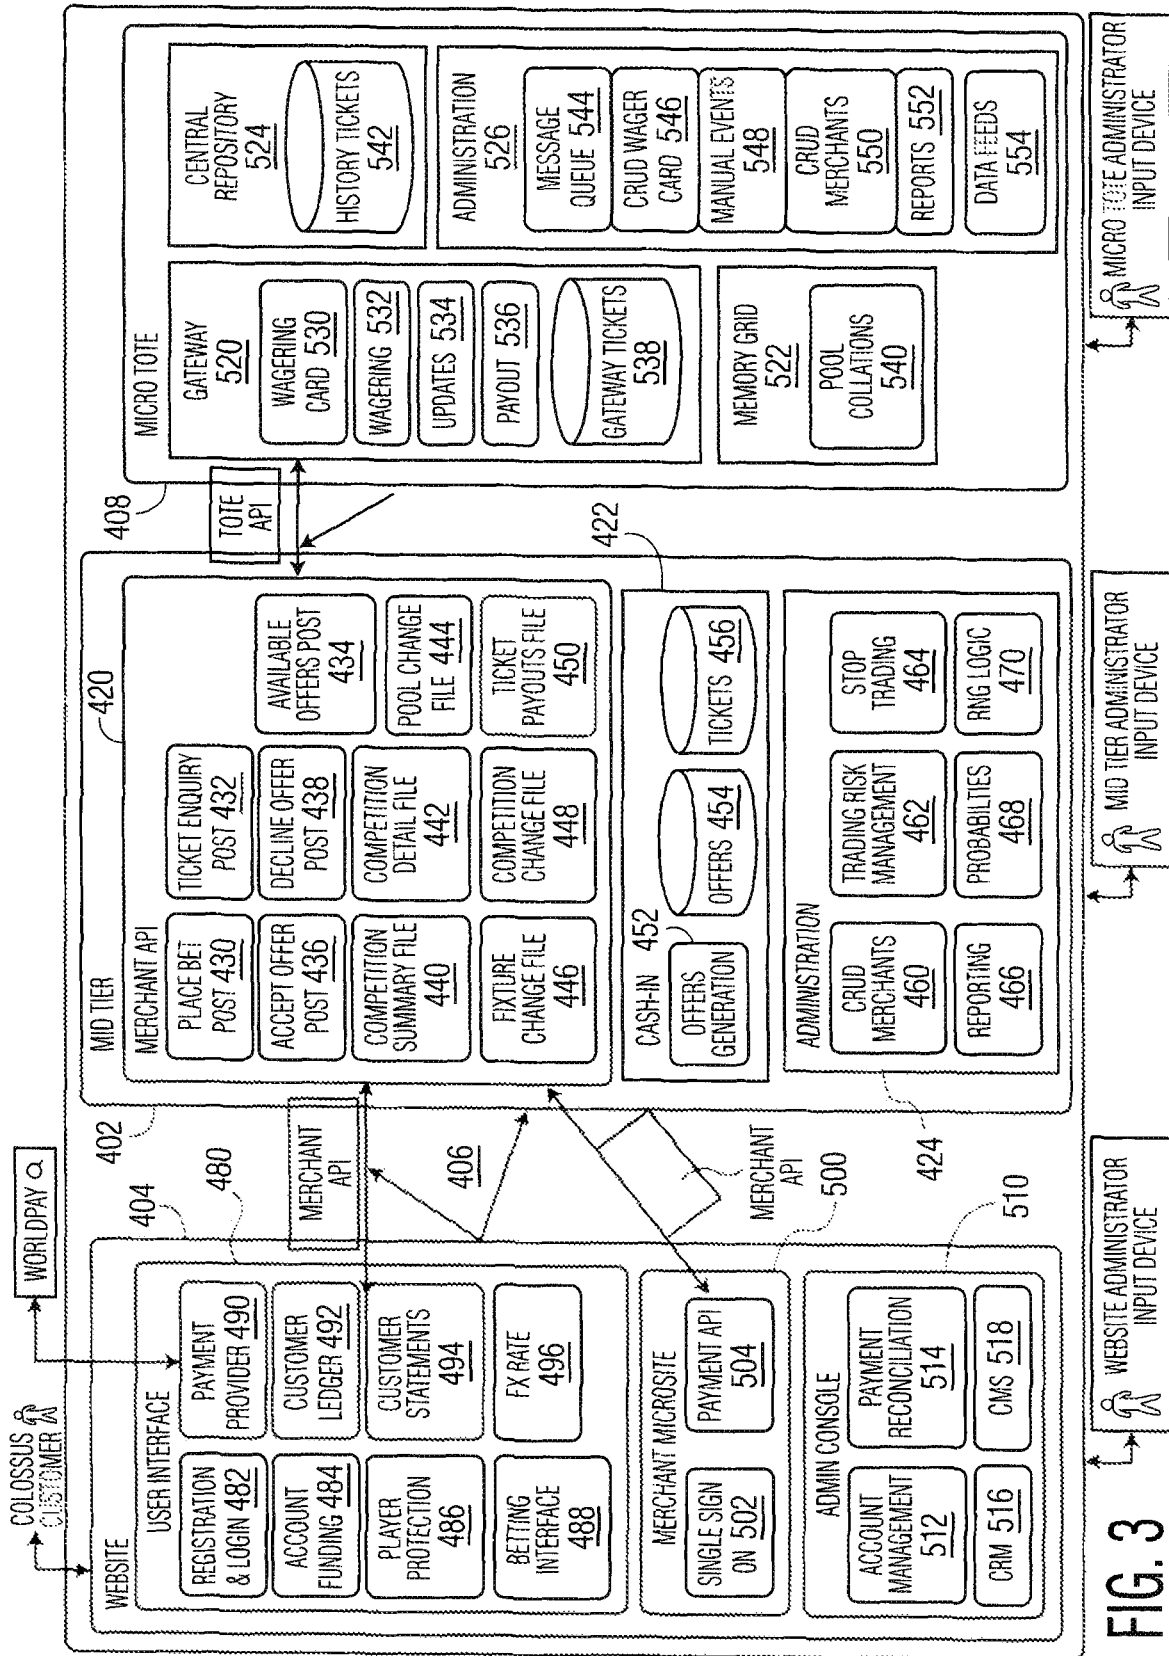 COLOSSUS
CUSTOMER
WORLDPAY
WEBSITE
404
USER INTERFACE
480
REGISTRATION
& LOGIN 482
PAYMENT
PROVIDER 490
ACCOUNT
FUNDING 484
CUSTOMER
LEDGER 492
PLAYER
PROTECTION
486
CUSTOMER
STATEMENTS
494
BETTING
INTERFACE
488
FX RATE
496
MERCHANT MICROSITE
500
SINGLE SIGN
ON 502
PAYMENT API
504
ADMIN CONSOLE
510
ACCOUNT
MANAGEMENT
512
PAYMENT
RECONCILIATION
514
CRM 516
CMS 518
WEBSITE ADMINISTRATOR
INPUT DEVICE
MERCHANT
API
406
MERCHANT
API
402
MID TIER
420
MERCHANT API
PLACE BET
POST 430
TICKET ENQUIRY
POST 432
AVAILABLE
OFFERS POST
434
ACCEPT OFFER
POST 436
DECLINE OFFER
POST 438
COMPETITION
SUMMARY FILE
440
COMPETITION
DETAIL FILE
442
POOL CHANGE
FILE 444
FIXTURE
CHANGE FILE
446
COMPETITION
CHANGE FILE
448
TICKET
PAYOUTS FILE
450
422
CASH-IN
452
OFFERS
GENERATION
OFFERS 454
TICKETS 456
ADMINISTRATION
424
CRUD
MERCHANTS
460
TRADING RISK
MANAGEMENT
462
STOP
TRADING
464
REPORTING
466
PROBABILTIES
468
RNG LOGIC
470
MID TIER ADMINISTRATOR
INPUT DEVICE
TOTE
API
408
MICRO TOTE
GATEWAY
520
WAGERING
CARD 530
WAGERING 532
UPDATES 534
PAYOUT 536
GATEWAY TICKETS
538
MEMORY GRID
522
POOL
COLLATIONS
540
CENTRAL
REPOSITORY
524
HISTORY TICKETS
542
ADMINISTRATION
526
MESSAGE
QUEUE 544
CRUD WAGER
CARD 546
MANUAL EVENTS
548
CRUD
MERCHANTS
550
REPORTS 552
DATA FEEDS
554
MICRO TOTE ADMINISTRATOR
INPUT DEVICE
FIG. 3